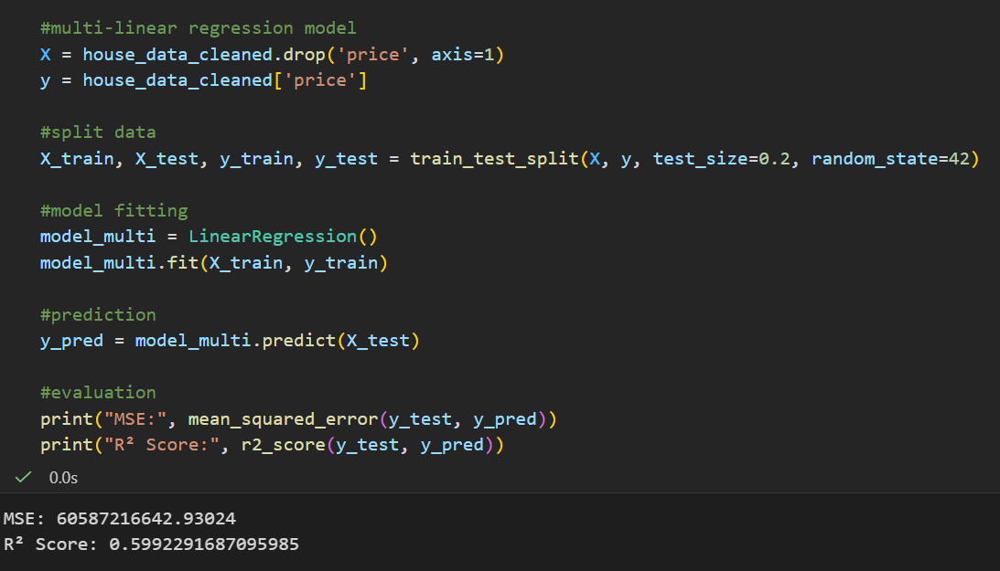 #multi-linear regression model
X = house_data_cleaned.drop('price', axis=1)
y = house_data_cleaned['price']
#split data
X_train, X_test, y_train, y_test = train_test_split(X, y, test_size=0.2, random_state=42)
#model fitting
model_multi = LinearRegression()
model_multi.fit(X_train, y_train)
#prediction
y_pred = model_multi.predict(X_test)
#evaluation
print("MSE:", mean_squared_error(y_test, y_pred))
print("R² Score:", r2_score(y_test, y_pred))
0.0s
MSE: 60587216642.93024
R² Score: 0.5992291687095985